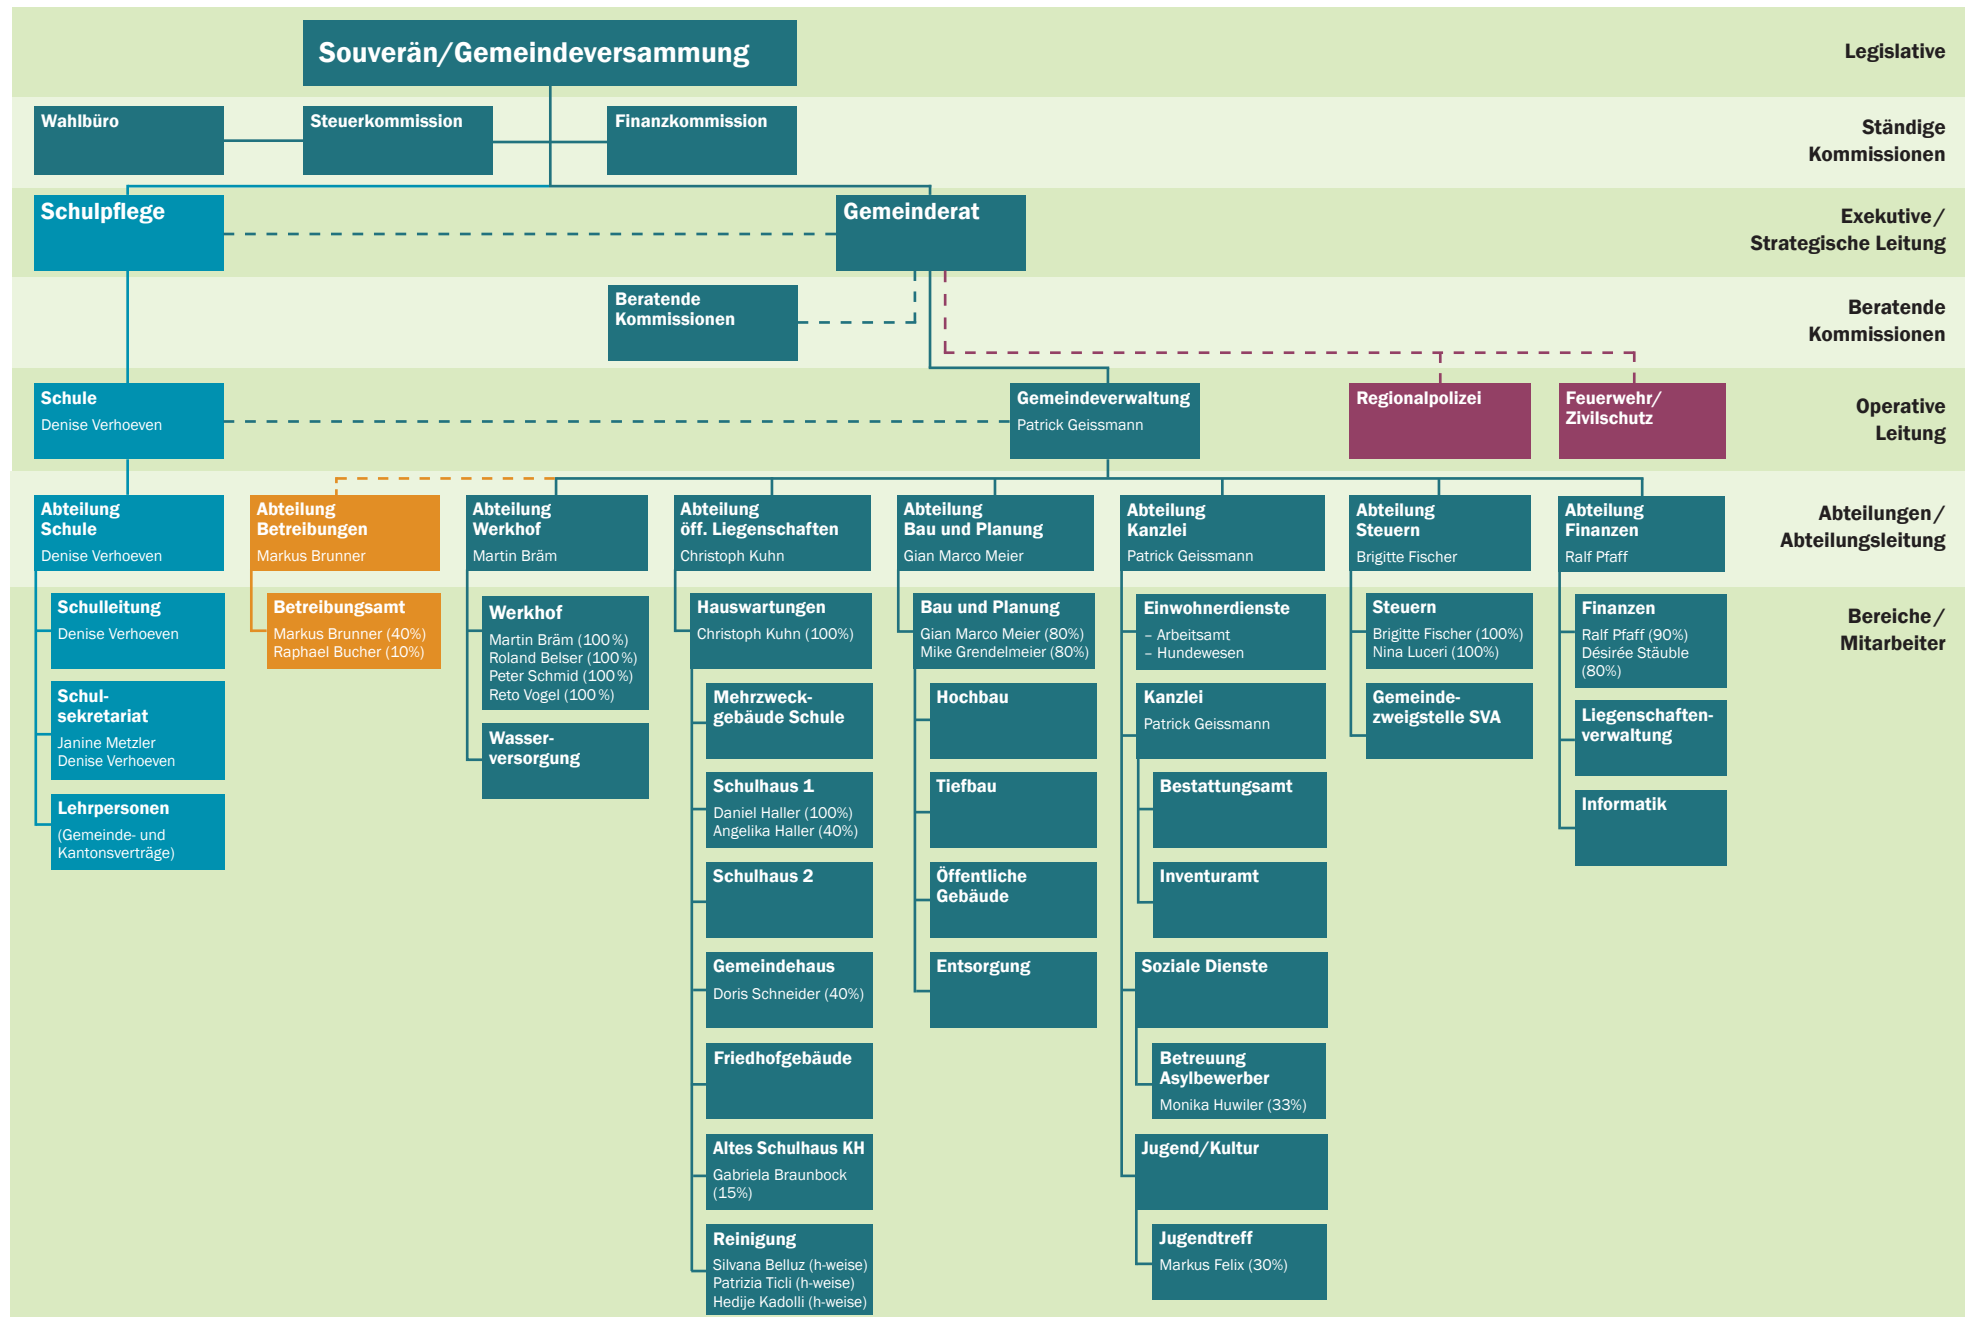 Souverän/Gemeindeversammung
Legislative
Wahlbüro
Steuerkommission
Finanzkommission
Ständige
Kommissionen
Schulpflege
Gemeinderat
Exekutive/
Strategische Leitung
Beratende
Kommissionen
Beratende
Kommissionen
Schule
Denise Verhoeven
Gemeindeverwaltung
Patrick Geissmann
Regionalpolizei
Feuerwehr/
Zivilschutz
Operative
Leitung
Abteilung
Schule
Denise Verhoeven
Abteilung
Betreibungen
Markus Brunner
Abteilung
Werkhof
Martin Bräm
Abteilung
öff. Liegenschaften
Christoph Kuhn
Abteilung
Bau und Planung
Gian Marco Meier
Abteilung
Kanzlei
Patrick Geissmann
Abteilung
Steuern
Brigitte Fischer
Abteilung
Finanzen
Ralf Pfaff
Abteilungen/
Abteilungsleitung
Schulleitung
Denise Verhoeven
Schul-
sekretariat
Janine Metzler
Denise Verhoeven
Lehrpersonen
(Gemeinde- und
Kantonsverträge)
Betreibungsamt
Markus Brunner (40%)
Raphael Bucher (10%)
Werkhof
Martin Bräm (100%)
Roland Belser (100%)
Peter Schmid (100%)
Reto Vogel (100%)
Wasser-
versorgung
Hauswartungen
Christoph Kuhn (100%)
Mehrzweck-
gebäude Schule
Schulhaus 1
Daniel Haller (100%)
Angelika Haller (40%)
Schulhaus 2
Gemeindehaus
Doris Schneider (40%)
Friedhofgebäude
Altes Schulhaus KH
Gabriela Braunbock
(15%)
Reinigung
Silvana Belluz (h-weise)
Patrizia Ticli (h-weise)
Hedije Kadolli (h-weise)
Bau und Planung
Gian Marco Meier (80%)
Mike Grendelmeier (80%)
Hochbau
Tiefbau
Öffentliche
Gebäude
Entsorgung
Einwohnerdienste
– Arbeitsamt
– Hundewesen
Kanzlei
Patrick Geissmann
Bestattungsamt
Inventuramt
Soziale Dienste
Betreuung
Asylbewerber
Monika Huwiler (33%)
Jugend/Kultur
Jugendtreff
Markus Felix (30%)
Steuern
Brigitte Fischer (100%)
Nina Luceri (100%)
Gemeinde-
zweigstelle SVA
Finanzen
Ralf Pfaff (90%)
Désirée Stäuble
(80%)
Liegenschaften-
verwaltung
Informatik
Bereiche/
Mitarbeiter